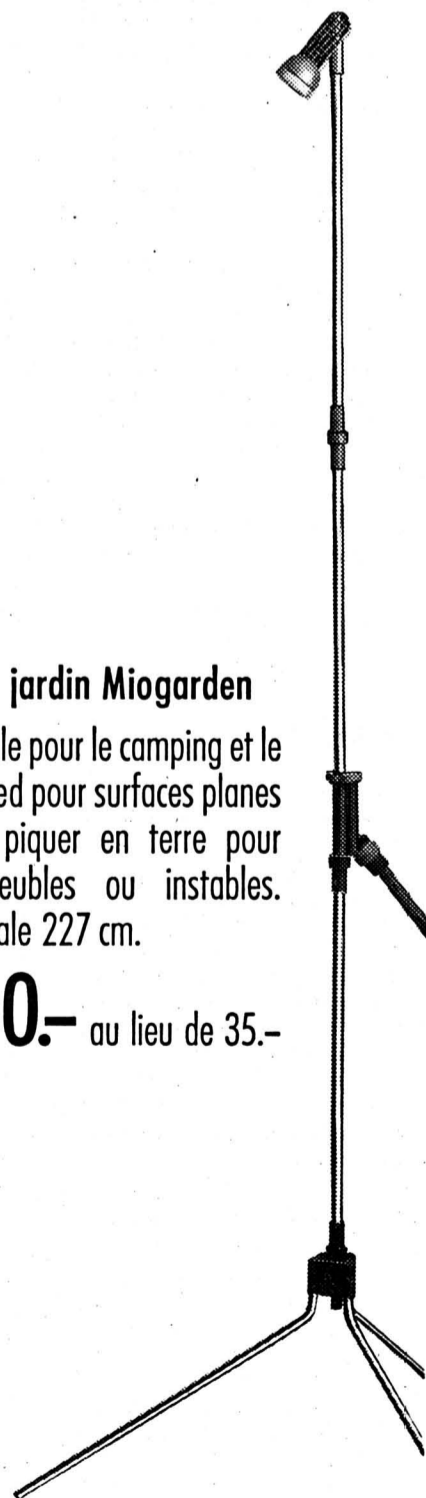 jardin Miogarden
le pour le camping et le
ed pour surfaces planes
piquer en terre pour
eubles ou instables.
ale 227 cm.
0.– au lieu de 35.–